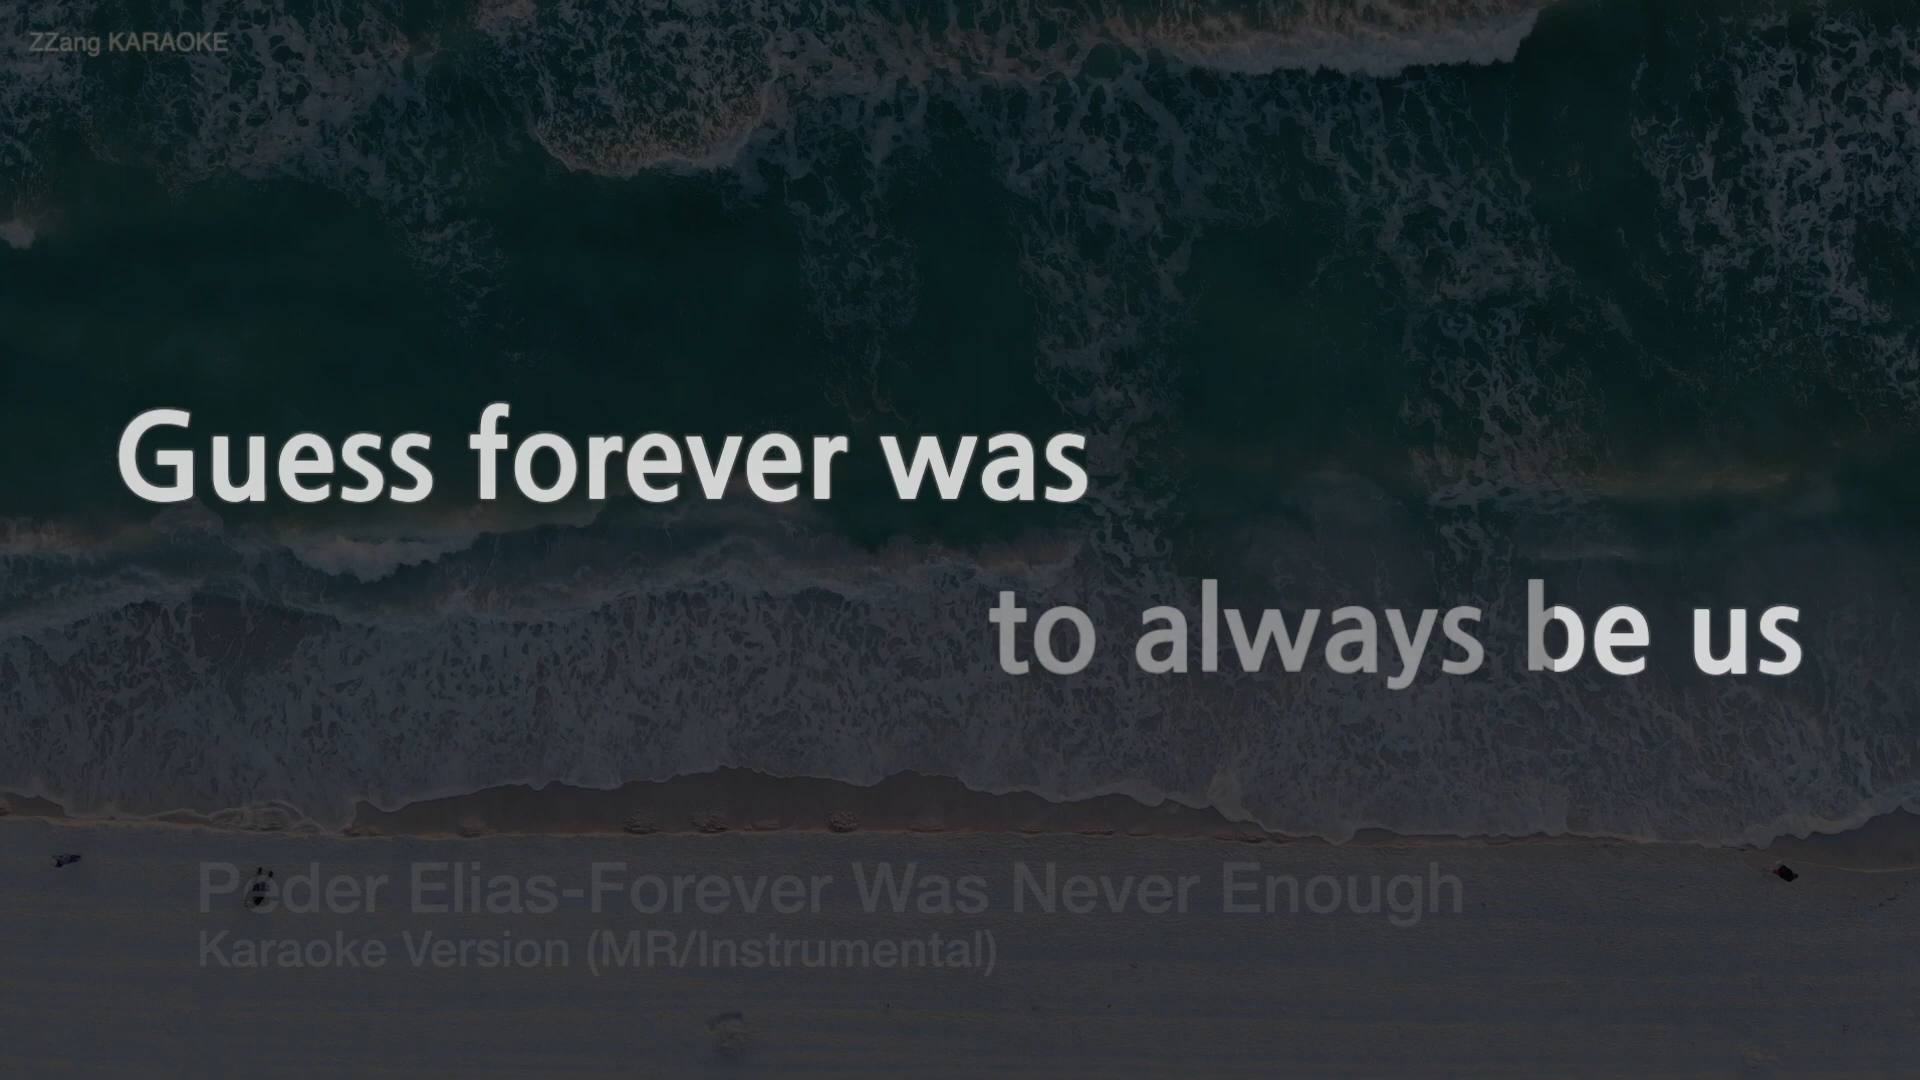 ZZang KARAOKE
Guess forever was
to always be us
Peder Elias-Forever Was Never Enough
Karaoke Version (MR/Instrumental)